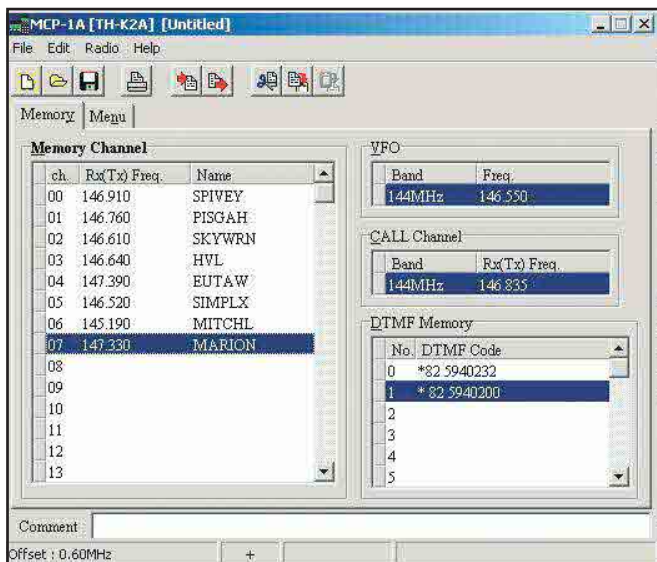 MCP-1A [TH-K2A] [Untitled]
File Edit Radio Help
Memory Menu
Memory Channel
ch. Rx(Tx) Freq. Name
00 146.910 SPIVEY
01 146.760 PISGAH
02 146.610 SKYWRN
03 146.640 HVL
04 147.390 EUTAW
05 146.520 SIMPLX
06 145.190 MITCHL
07 147.330 MARION
08
09
10
11
12
13
VFO
Band Freq.
144MHz 146.550
CALL Channel
Band Rx(Tx) Freq.
144MHz 146.835
DTMF Memory
No. DTMF Code
0 *82 5940232
1 * 82 5940200
2
3
4
5
Comment
Offset : 0.60MHz +